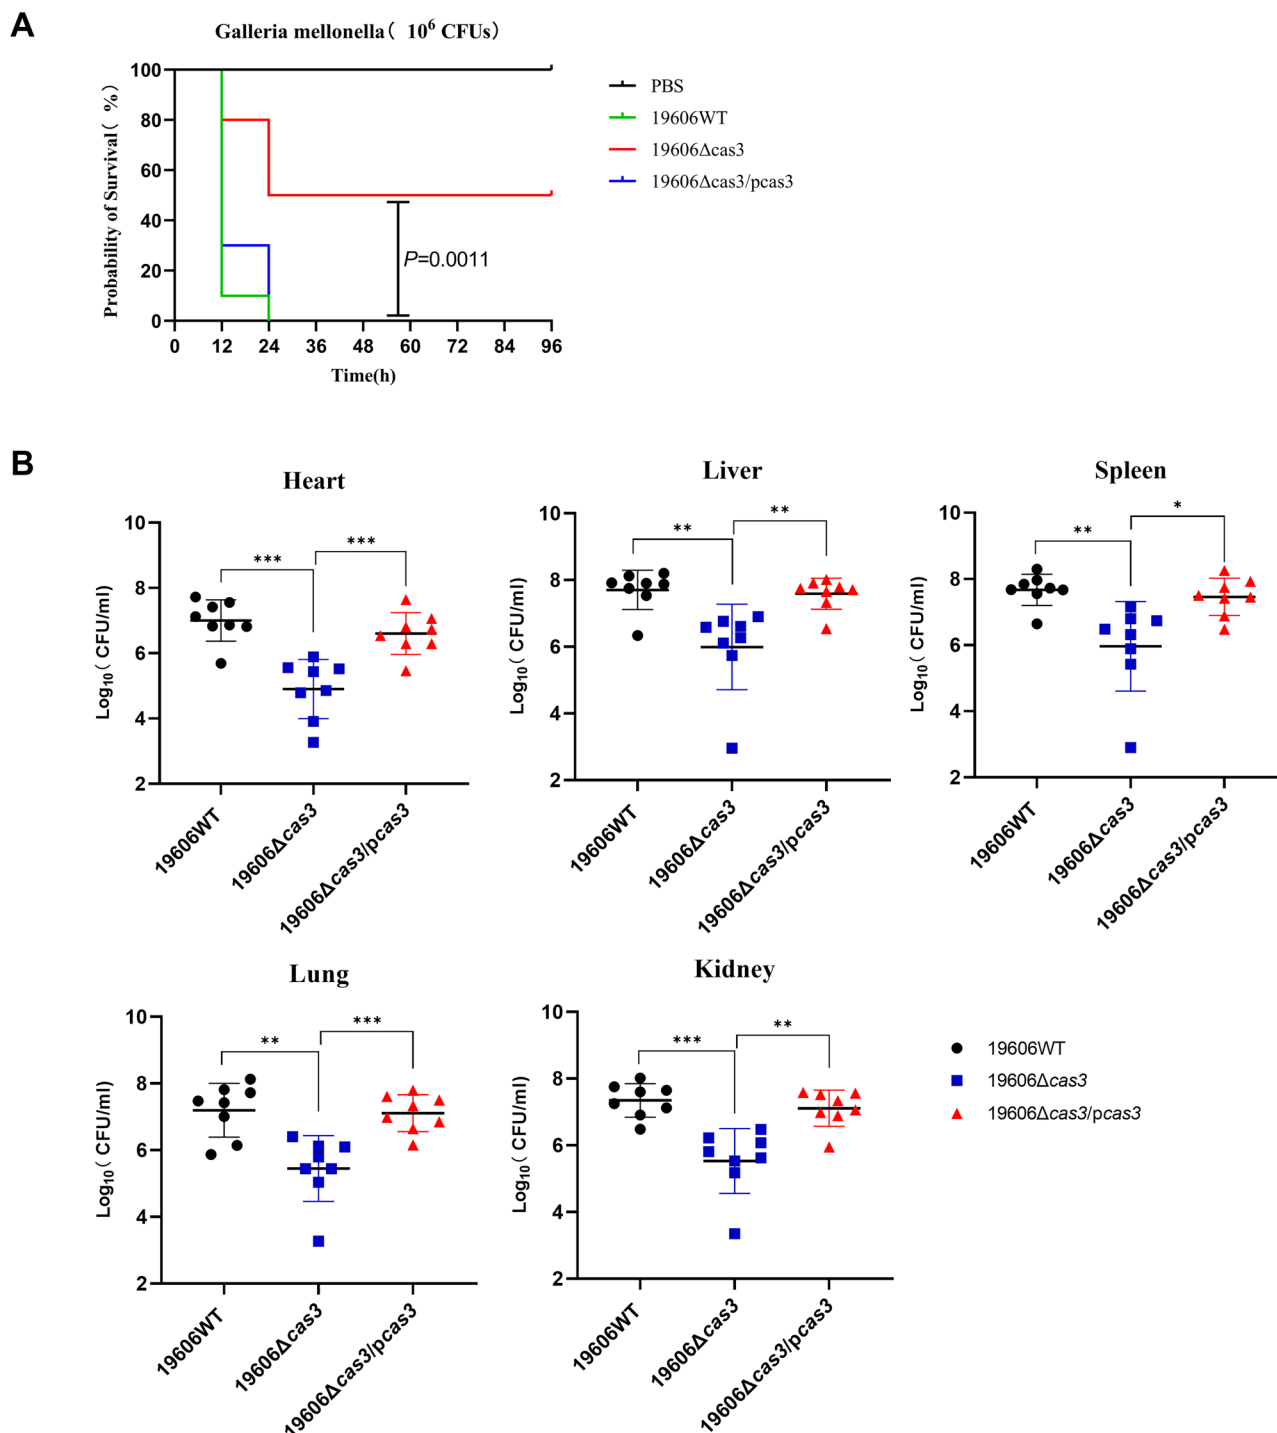 A
Galleria mellonella( 10⁶ CFUs)
Probability of Survival( %)
100
80
60
40
20
0
0 12 24 36 48 60 72 84 96
Time(h)
P=0.0011
PBS
19606WT
19606Δcas3
19606Δcas3/pcas3
B
Heart
Log₁₀( CFU/ml)
10
8
6
4
2
***
***
19606WT
19606Δcas3
19606Δcas3/pcas3
Liver
Log₁₀( CFU/ml)
10
8
6
4
2
**
**
19606WT
19606Δcas3
19606Δcas3/pcas3
Spleen
Log₁₀( CFU/ml)
10
8
6
4
2
**
*
19606WT
19606Δcas3
19606Δcas3/pcas3
Lung
Log₁₀( CFU/ml)
10
8
6
4
2
**
***
19606WT
19606Δcas3
19606Δcas3/pcas3
Kidney
Log₁₀( CFU/ml)
10
8
6
4
2
***
**
19606WT
19606Δcas3
19606Δcas3/pcas3
19606WT
19606Δcas3
19606Δcas3/pcas3